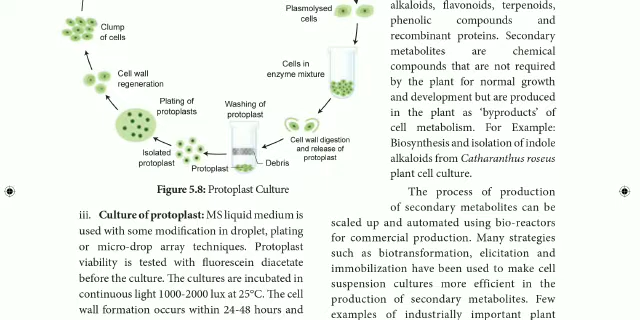 Plasmolysed
cells
Clump
of cells
Cells in
enzyme mixture
Cell wall
regeneration
Plating of
protoplasts
Washing of
protoplast
Cell wall digestion
and release of
protoplast
Isolated
protoplast
Protoplast
Debris
Figure 5.8: Protoplast Culture
iii. Culture of protoplast: MS liquid medium is
used with some modification in droplet, plating
or micro-drop array techniques. Protoplast
viability is tested with fluorescein diacetate
before the culture. The cultures are incubated in
continuous light 1000-2000 lux at 25°C. The cell
wall formation occurs within 24-48 hours and
alkaloids, flavonoids, terpenoids,
phenolic compounds and
recombinant proteins. Secondary
metabolites are chemical
compounds that are not required
by the plant for normal growth
and development but are produced
in the plant as ‘byproducts’ of
cell metabolism. For Example:
Biosynthesis and isolation of indole
alkaloids from Catharanthus roseus
plant cell culture.
The process of production
of secondary metabolites can be
scaled up and automated using bio-reactors
for commercial production. Many strategies
such as biotransformation, elicitation and
immobilization have been used to make cell
suspension cultures more efficient in the
production of secondary metabolites. Few
examples of industrially important plant